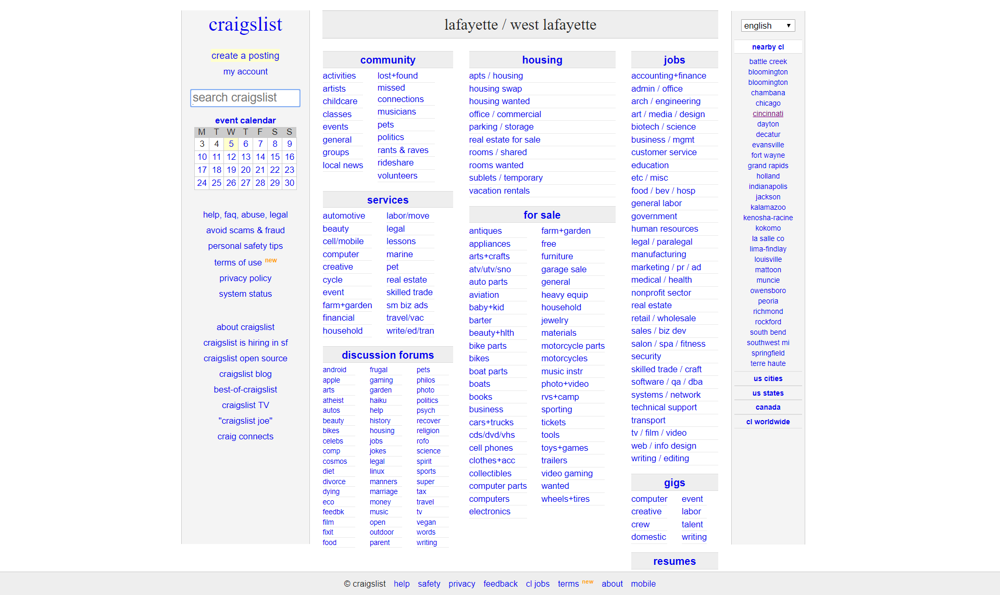 craigslist
create a posting
my account
search craigslist
event calendar
M T W T F S S
3 4 5 6 7 8 9
10 11 12 13 14 15 16
17 18 19 20 21 22 23
24 25 26 27 28 29 30
help, faq, abuse, legal
avoid scams & fraud
personal safety tips
terms of use new
privacy policy
system status
about craigslist
craigslist is hiring in sf
craigslist open source
craigslist blog
best-of-craigslist
craigslist TV
"craigslist joe"
craig connects
lafayette / west lafayette
community
activities
artists
childcare
classes
events
general
groups
local news
lost+found
missed
connections
musicians
pets
politics
rants & raves
rideshare
volunteers
services
automotive
beauty
cell/mobile
computer
creative
cycle
event
farm+garden
financial
household
labor/move
legal
lessons
marine
pet
real estate
skilled trade
sm biz ads
travel/vac
write/ed/tran
discussion forums
android
apple
arts
atheist
autos
beauty
bikes
celebs
comp
cosmos
diet
divorce
dying
eco
feedbk
film
fixit
food
frugal
gaming
garden
haiku
help
history
housing
jobs
jokes
legal
linux
manners
marriage
money
music
open
outdoor
parent
pets
philos
photo
politics
psych
recover
religion
rofo
science
spirit
sports
super
tax
travel
tv
vegan
words
writing
housing
apts / housing
housing swap
housing wanted
office / commercial
parking / storage
real estate for sale
rooms / shared
rooms wanted
sublets / temporary
vacation rentals
for sale
antiques
appliances
arts+crafts
atv/utv/sno
auto parts
aviation
baby+kid
barter
beauty+hlth
bike parts
bikes
boat parts
boats
books
business
cars+trucks
cds/dvd/vhs
cell phones
clothes+acc
collectibles
computer parts
computers
electronics
farm+garden
free
furniture
garage sale
general
heavy equip
household
jewelry
materials
motorcycle parts
motorcycles
music instr
photo+video
rvs+camp
sporting
tickets
tools
toys+games
trailers
video gaming
wanted
wheels+tires
jobs
accounting+finance
admin / office
arch / engineering
art / media / design
biotech / science
business / mgmt
customer service
education
etc / misc
food / bev / hosp
general labor
government
human resources
legal / paralegal
manufacturing
marketing / pr / ad
medical / health
nonprofit sector
real estate
retail / wholesale
sales / biz dev
salon / spa / fitness
security
skilled trade / craft
software / qa / dba
systems / network
technical support
transport
tv / film / video
web / info design
writing / editing
gigs
computer
creative
crew
domestic
event
labor
talent
writing
resumes
english
nearby cl
battle creek
bloomington
bloomington
chambana
chicago
cincinnati
dayton
decatur
evansville
fort wayne
grand rapids
holland
indianapolis
jackson
kalamazoo
kenosha-racine
kokomo
la salle co
lima-findlay
louisville
mattoon
muncie
owensboro
peoria
richmond
rockford
south bend
southwest mi
springfield
terre haute
us cities
us states
canada
cl worldwide
© craigslist help safety privacy feedback cl jobs terms new about mobile